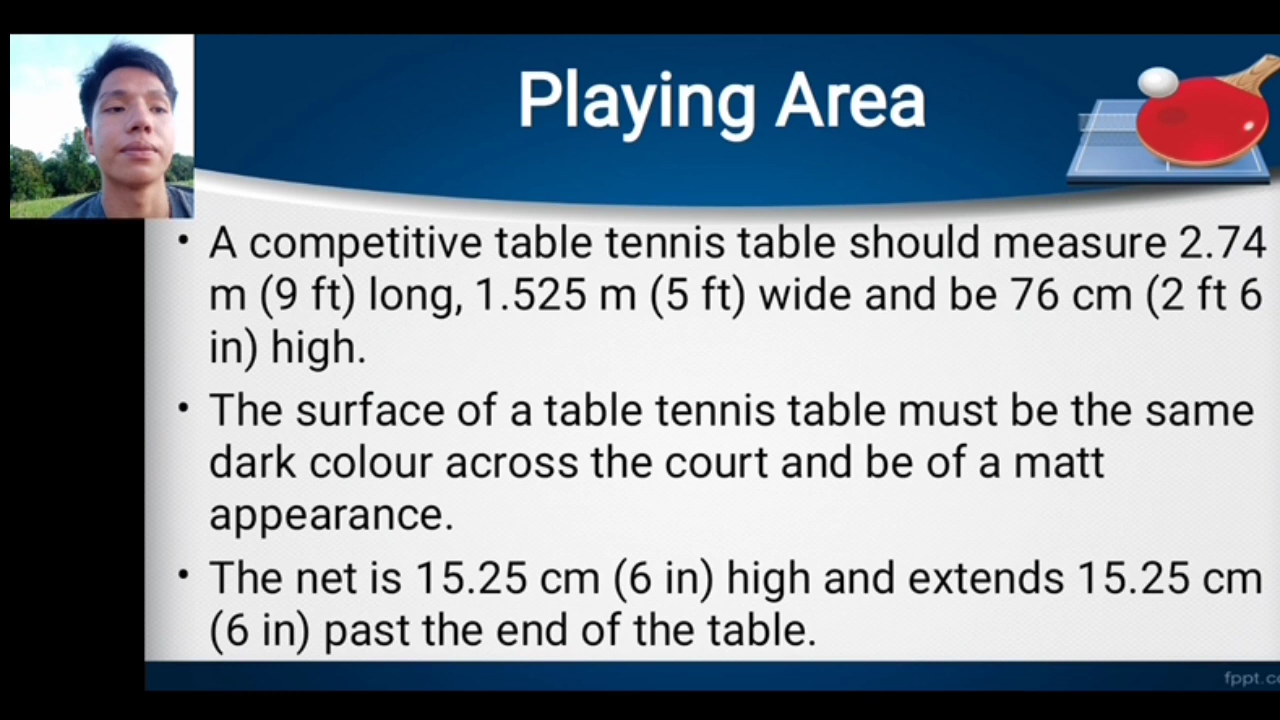 Playing Area
• A competitive table tennis table should measure 2.74
m (9 ft) long, 1.525 m (5 ft) wide and be 76 cm (2 ft 6
in) high.
• The surface of a table tennis table must be the same
dark colour across the court and be of a matt
appearance.
• The net is 15.25 cm (6 in) high and extends 15.25 cm
(6 in) past the end of the table.
fppt.c